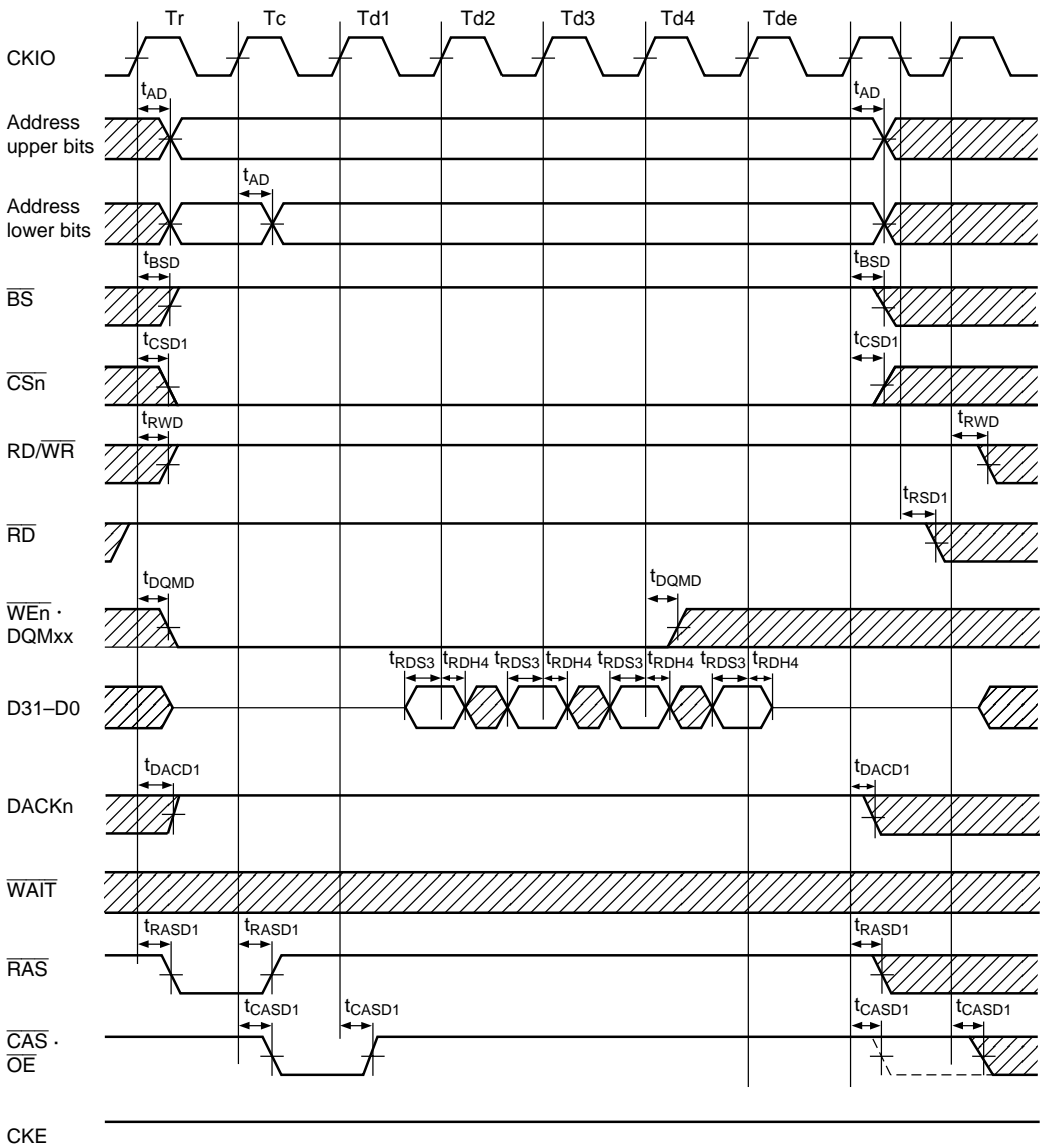 Tr Tc Td1 Td2 Td3 Td4 Tde
CKIO
tAD tAD
Address
upper bits
tAD
Address
lower bits
tBSD tBSD
BS
tCSD1 tCSD1
CSn
tRWD tRWD
RD/WR
tRSD1
RD
tDQMD tDQMD
WEn ·
DQMxx
tRDS3 tRDH4 tRDS3 tRDH4 tRDS3 tRDH4 tRDS3 tRDH4
D31–D0
tDACD1 tDACD1
DACKn
WAIT
tRASD1 tRASD1 tRASD1
RAS
tCASD1 tCASD1 tCASD1 tCASD1
CAS ·
OE
CKE